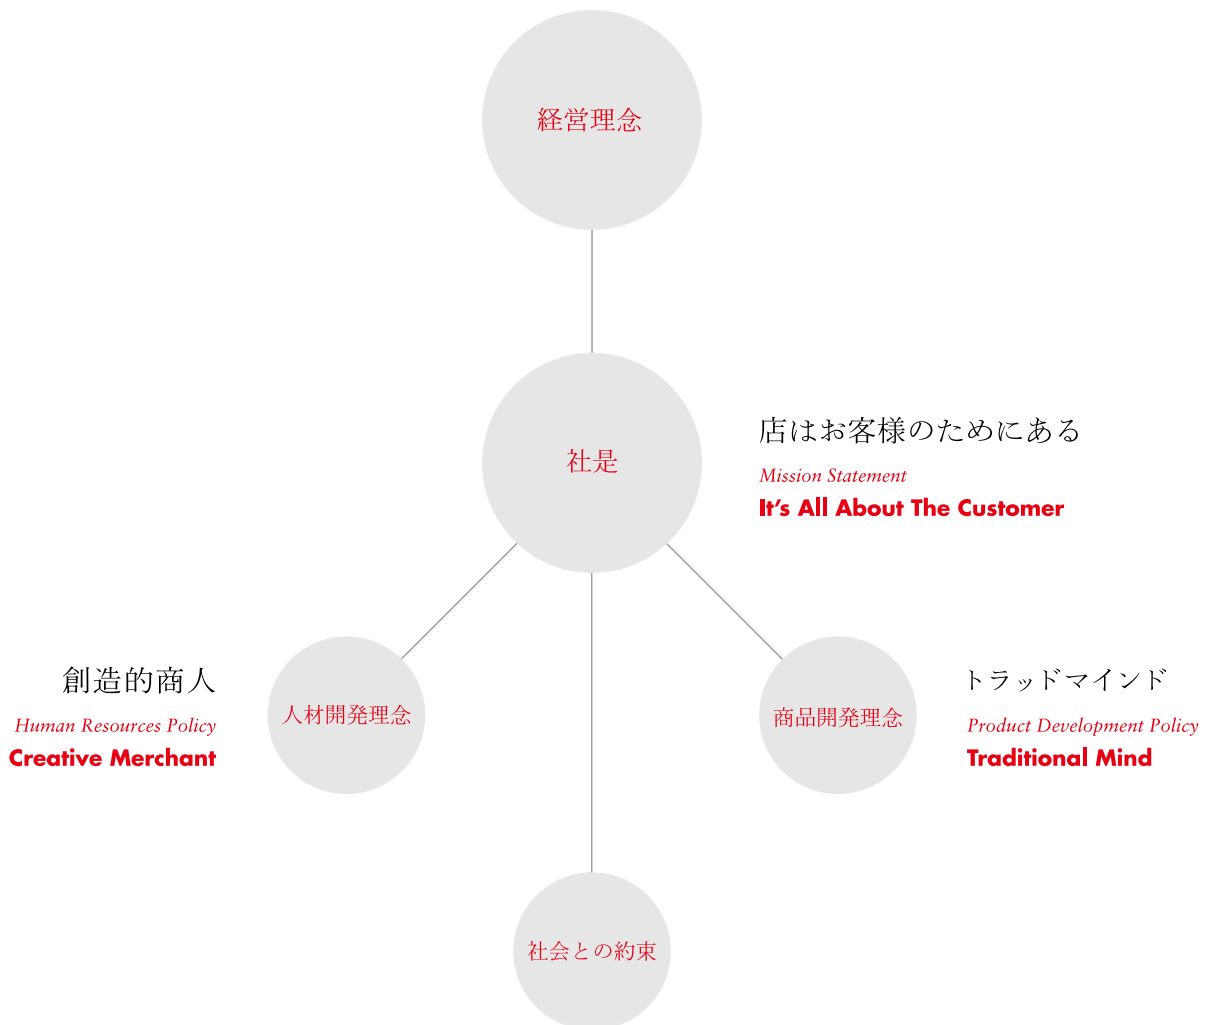 経営理念
社是
店はお客様のためにある
Mission Statement
It's All About The Customer
創造的商人
Human Resources Policy
Creative Merchant
人材開発理念
商品開発理念
トラッドマインド
Product Development Policy
Traditional Mind
社会との約束